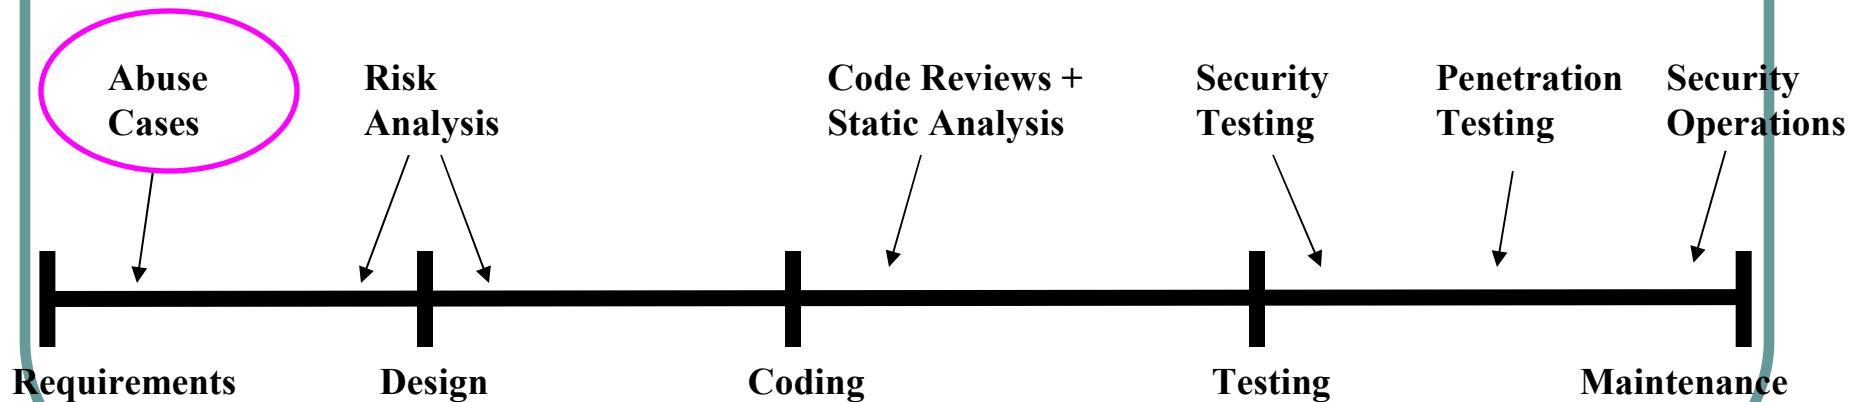 Abuse
Cases
Risk
Analysis
Code Reviews +
Static Analysis
Security
Testing
Penetration
Testing
Security
Operations
Requirements
Design
Coding
Testing
Maintenance